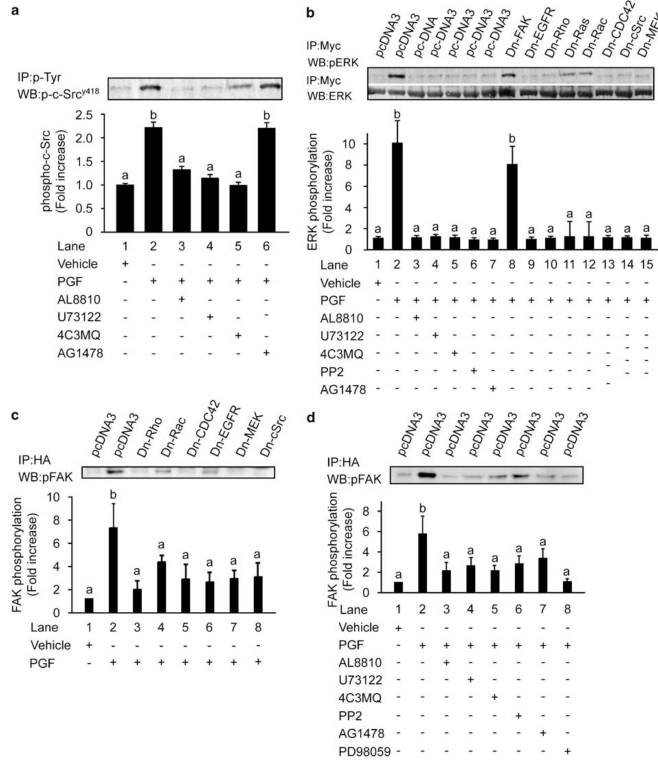 a
IP:p-Tyr
WB:p-c-Srcʸ⁴¹⁸
phospho-c-Src
(Fold increase)
2.5
2.0
1.5
1.0
0.5
0
a b a a a b
Lane 1 2 3 4 5 6
Vehicle + - - - - -
PGF - + + + + +
AL8810 - - + - - -
U73122 - - - + - -
4C3MQ - - - - + -
AG1478 - - - - - +
b
pcDNA3 pcDNA3 pc-DNA pc-DNA3 pc-DNA3 pc-DNA3 pc-DNA3 Dn-FAK Dn-EGFR Dn-Rho Dn-Ras Dn-Rac Dn-CDC42 Dn-cSrc Dn-MEK
IP:Myc
WB:pERK
IP:Myc
WB:ERK
ERK phosphorylation
(Fold increase)
10
8
6
4
2
0
a b a a a a a b a a a a a a a
Lane 1 2 3 4 5 6 7 8 9 10 11 12 13 14 15
Vehicle + - - - - - - - - - - - - - -
PGF - + + + + + + + + + + + + + +
AL8810 - - + - - - - - - - - - - - -
U73122 - - - + - - - - - - - - - - -
4C3MQ - - - - + - - - - - - - - - -
PP2 - - - - - + - - - - - - - - -
AG1478 - - - - - - + - - - - - - - -
c
pcDNA3 pcDNA3 Dn-Rho Dn-Rac Dn-CDC42 Dn-EGFR Dn-MEK Dn-cSrc
IP:HA
WB:pFAK
FAK phosphorylation
(Fold increase)
10
8
6
4
2
0
a b a a a a a a
Lane 1 2 3 4 5 6 7 8
Vehicle + - - - - - - -
PGF - + + + + + + +
d
pcDNA3 pcDNA3 pcDNA3 pcDNA3 pcDNA3 pcDNA3 pcDNA3 pcDNA3
IP:HA
WB:pFAK
FAK phosphorylation
(Fold increase)
8
6
4
2
0
a b a a a a a a
Lane 1 2 3 4 5 6 7 8
Vehicle + - - - - - - -
PGF - + + + + + + +
AL8810 - - + - - - - -
U73122 - - - + - - - -
4C3MQ - - - - + - - -
PP2 - - - - - + - -
AG1478 - - - - - - + -
PD98059 - - - - - - - +